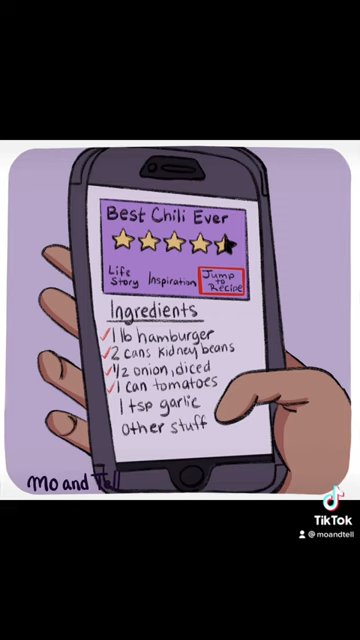 Best Chili Ever
Life Story
Inspiration
Jump to Recipe
Ingredients
1 lb hamburger
2 cans kidney beans
1/2 onion, diced
1 can tomatoes
1 tsp garlic
other stuff
Mo and Tell
TikTok
@moandtell